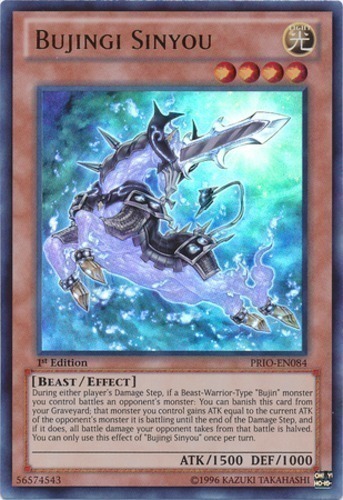 BUJINGI SINYOU
LIGHT
光
1st Edition
PRIO-EN084
[BEAST/EFFECT]
During either player's Damage Step, if a Beast-Warrior-Type "Bujin" monster
you control battles an opponent's monster: You can banish this card from
your Graveyard; that monster you control gains ATK equal to the current ATK
of the opponent's monster it is battling until the end of the Damage Step, and
if it does, all battle damage your opponent takes from that battle is halved.
You can only use this effect of "Bujingi Sinyou" once per turn.
ATK/1500 DEF/1000
56574543
©1996 KAZUKI TAKAHASHI